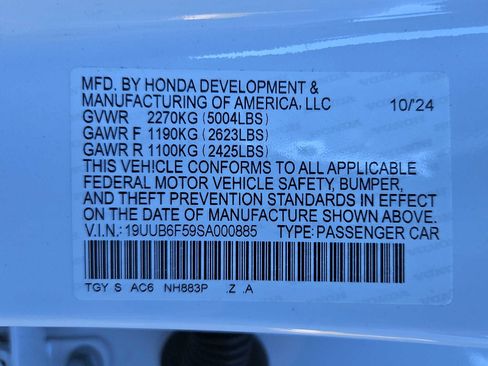 MFD. BY HONDA DEVELOPMENT &
MANUFACTURING OF AMERICA, LLC 10/24
GVWR 2270KG (5004LBS)
GAWR F 1190KG (2623LBS)
GAWR R 1100KG (2425LBS)
THIS VEHICLE CONFORMS TO ALL APPLICABLE
FEDERAL MOTOR VEHICLE SAFETY, BUMPER,
AND THEFT PREVENTION STANDARDS IN EFFECT
ON THE DATE OF MANUFACTURE SHOWN ABOVE.
V.I.N.: 19UUB6F59SA000885 TYPE: PASSENGER CAR
TGY S AC6 NH883P .Z .A